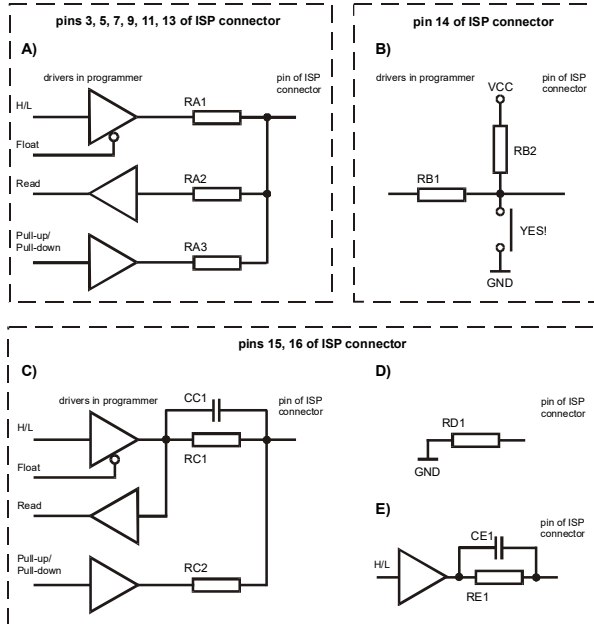 pins 3, 5, 7, 9, 11, 13 of ISP connector
A)
drivers in programmer
pin of ISP
connector
H/L
RA1
Float
Read
RA2
Pull-up/
Pull-down
RA3
pin 14 of ISP connector
B)
drivers in programmer
pin of ISP
connector
VCC
RB2
RB1
YES!
GND
pins 15, 16 of ISP connector
C)
drivers in programmer
CC1
pin of ISP
connector
H/L
RC1
Float
Read
Pull-up/
Pull-down
RC2
D)
pin of ISP
connector
RD1
GND
E)
pin of ISP
connector
CE1
H/L
RE1